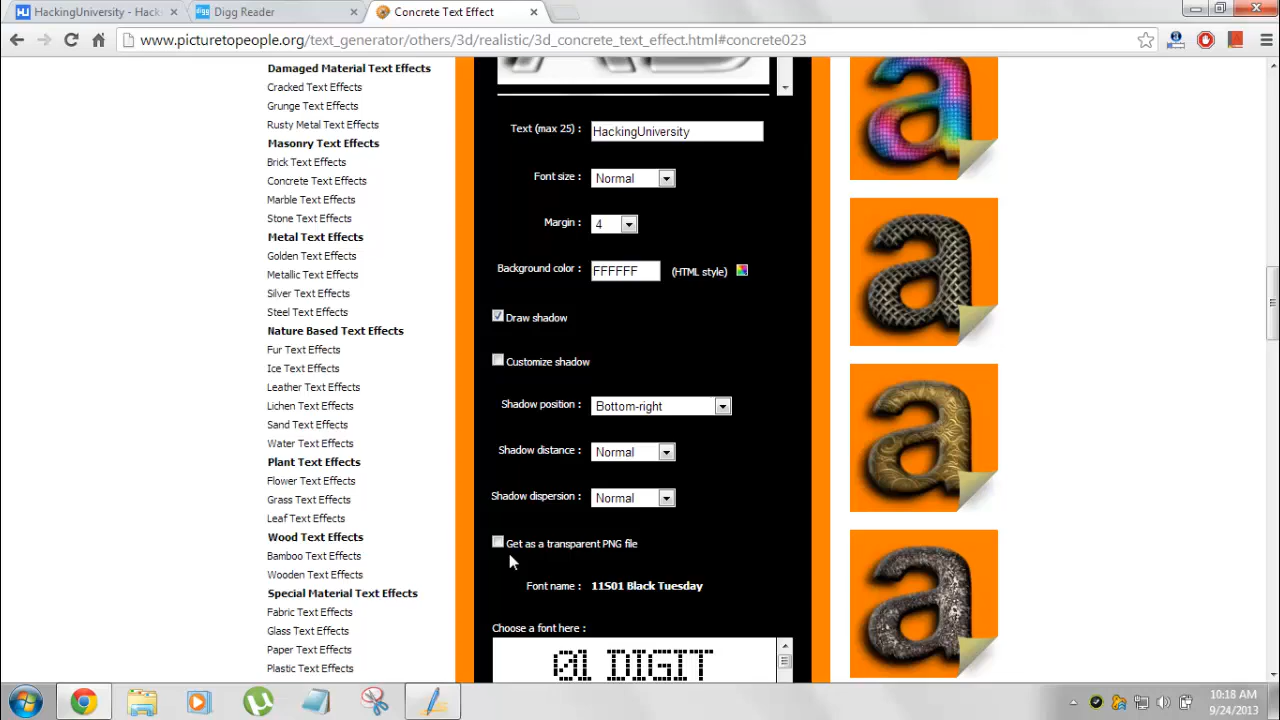 HackingUniversity - Hacks
Digg Reader
Concrete Text Effect
www.picturetopeople.org/text_generator/others/3d/realistic/3d_concrete_text_effect.html#concrete023
Damaged Material Text Effects
Cracked Text Effects
Grunge Text Effects
Rusty Metal Text Effects
Masonry Text Effects
Brick Text Effects
Concrete Text Effects
Marble Text Effects
Stone Text Effects
Metal Text Effects
Golden Text Effects
Metallic Text Effects
Silver Text Effects
Steel Text Effects
Nature Based Text Effects
Fur Text Effects
Ice Text Effects
Leather Text Effects
Lichen Text Effects
Sand Text Effects
Water Text Effects
Plant Text Effects
Flower Text Effects
Grass Text Effects
Leaf Text Effects
Wood Text Effects
Bamboo Text Effects
Wooden Text Effects
Special Material Text Effects
Fabric Text Effects
Glass Text Effects
Paper Text Effects
Plastic Text Effects
Text (max 25) : HackingUniversity
Font size : Normal
Margin : 4
Background color : FFFFFF (HTML style)
Draw shadow
Customize shadow
Shadow position : Bottom-right
Shadow distance : Normal
Shadow dispersion : Normal
Get as a transparent PNG file
Font name : 11S01 Black Tuesday
Choose a font here :
01 DIGIT
a
a
a
a
10:18 AM
9/24/2013